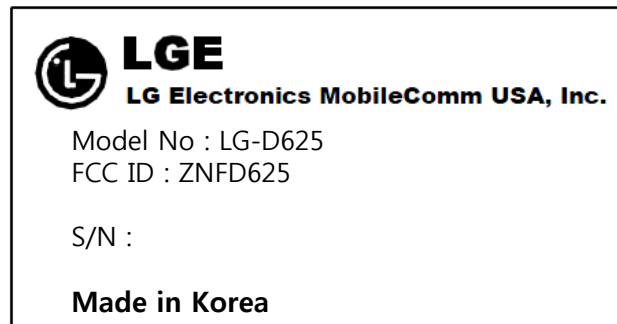 LGE
LG Electronics MobileComm USA, Inc.
Model No : LG-D625
FCC ID : ZNFD625
S/N :
Made in Korea